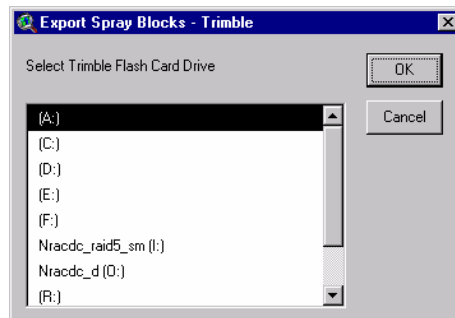 Export Spray Blocks - Trimble
Select Trimble Flash Card Drive
OK
Cancel
(A:)
(C:)
(D:)
(E:)
(F:)
Nracdc_raid5_sm (I:)
Nracdc_d (O:)
(R:)